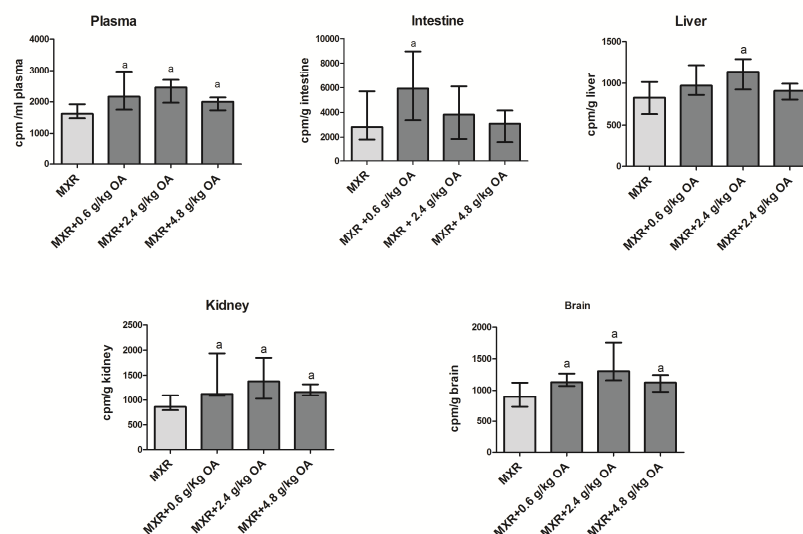 Plasma
cpm /ml plasma
4000
3000
2000
1000
0
a
a
a
MXR
MXR+0.6 g/kg OA
MXR+2.4 g/kg OA
MXR+4.8 g/kg OA
Intestine
cpm/g intestine
10000
8000
6000
4000
2000
0
a
MXR
MXR +0.6 g/kg OA
MXR + 2.4 g/kg OA
MXR+ 4.8 g/kg OA
Liver
cpm/g liver
1500
1000
500
0
a
MXR
MXR+0.6 g/kg OA
MXR+2.4 g/kg OA
MXR+2.4 g/kg OA
Kidney
cpm/g kidney
2500
2000
1500
1000
500
0
a
a
a
MXR
MXR+0.6 g/Kg OA
MXR+2.4 g/kg OA
MXR+4.8 g/kg OA
Brain
cpm/g brain
2000
1500
1000
500
0
a
a
a
MXR
MXR+0.6 g/kg OA
MXR+2.4 g/kg OA
MXR+4.8 g/kg OA